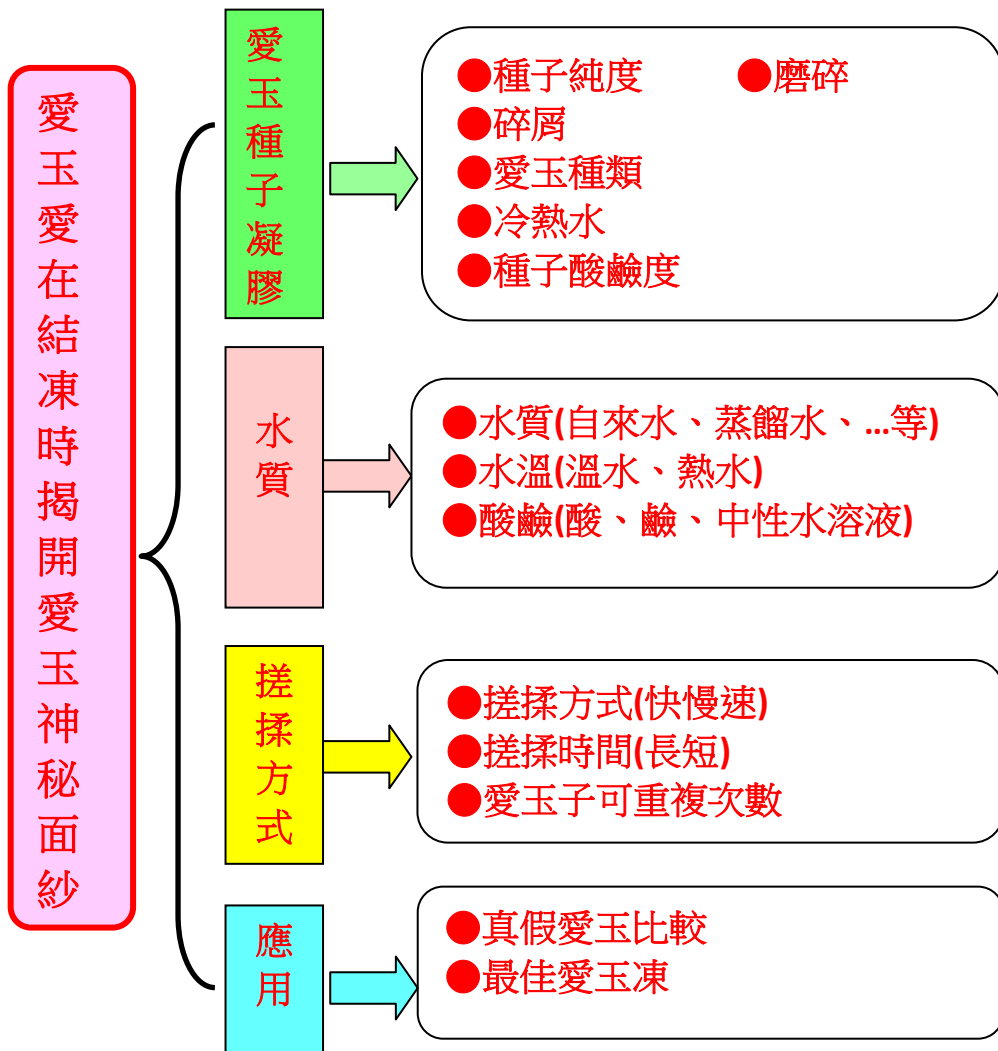 愛玉愛在結凍時揭開愛玉神秘面紗
愛玉種子凝膠
●種子純度 ●磨碎
●碎屑
●愛玉種類
●冷熱水
●種子酸鹼度
水質
●水質(自來水、蒸餾水、...等)
●水溫(溫水、熱水)
●酸鹼(酸、鹼、中性水溶液)
搓揉方式
●搓揉方式(快慢速)
●搓揉時間(長短)
●愛玉子可重複次數
應用
●真假愛玉比較
●最佳愛玉凍